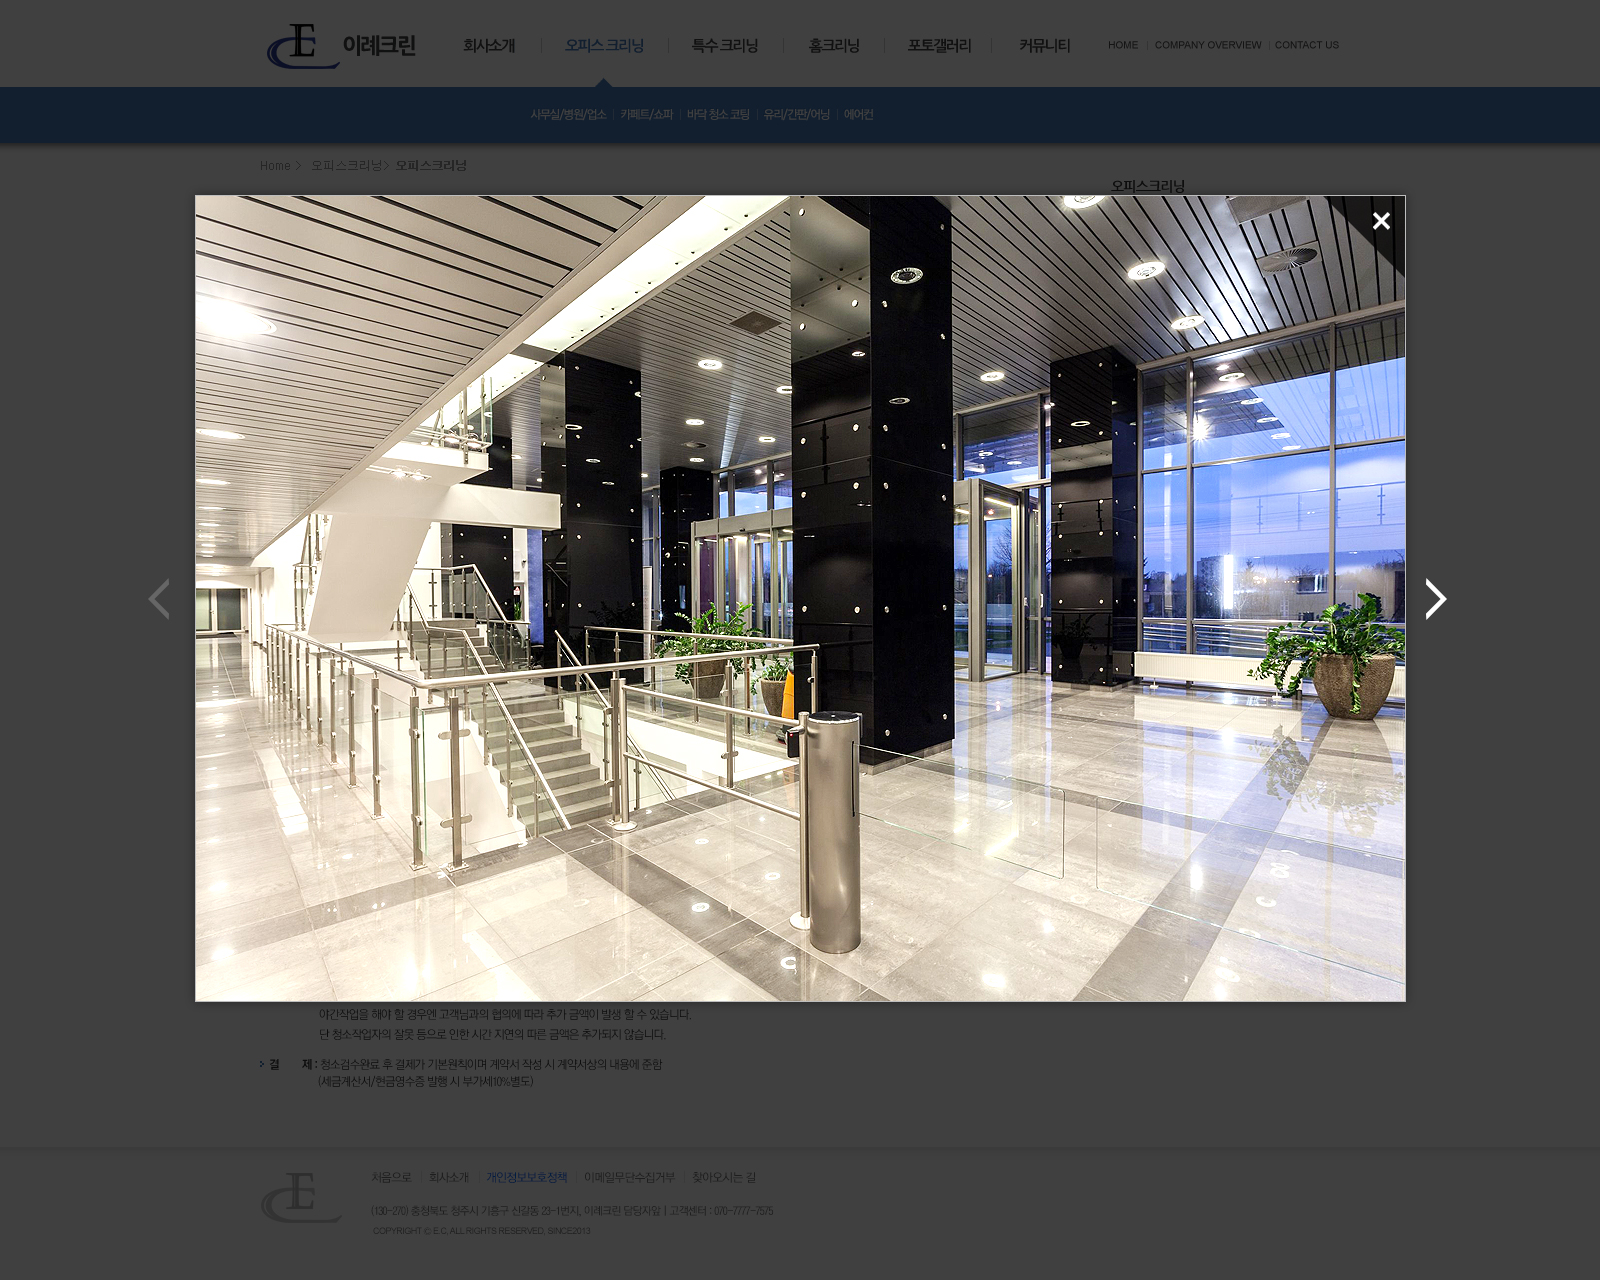 이레크린
회사소개 오피스 크리닝 특수 크리닝 홈크리닝 포토갤러리 커뮤니티 HOME COMPANY OVERVIEW CONTACT US
사무실/병원/업소 카페트/쇼파 바닥 청소 코팅 유리/간판/어닝 에어컨
Home > 오피스크리닝 > 오피스크리닝
오피스크리닝
야간작업을 해야 할 경우엔 고객님과의 협의에 따라 추가 금액이 발생 할 수 있습니다.
단 청소작업자의 잘못 등으로 인한 시간 지연의 따른 금액은 추가되지 않습니다.
> 결 제 : 청소검수완료 후 결제가 기본원칙이며 계약서 작성 시 계약서상의 내용에 준함
(세금계산서/현금영수증 발행 시 부가세10%별도)
처음으로 회사소개 개인정보보호정책 이메일무단수집거부 찾아오시는 길
(130-270) 충청북도 청주시 기흥구 산갈동 23-1번지, 이레크린 담당자맘 | 고객센터 : 070-7777-7575
COPYRIGHT © E.C, ALL RIGHTS RESERVED, SINCE2013